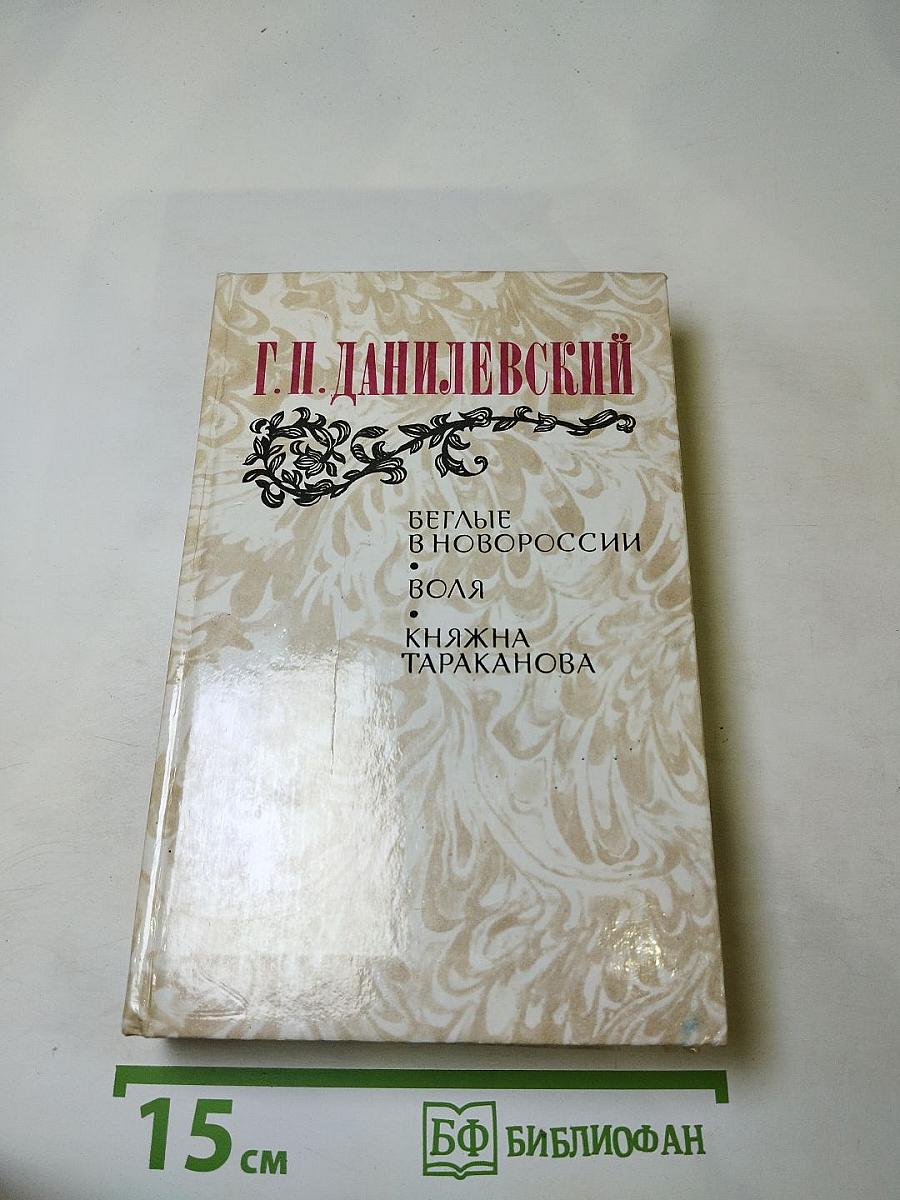 Г.П.ДАНИЛЕВСКИЙ
БЕГЛЫЕ
В НОВОРОССИИ
•
ВОЛЯ
•
КНЯЖНА
ТАРАКАНОВА
15 см
БФ БИБЛИОФАН